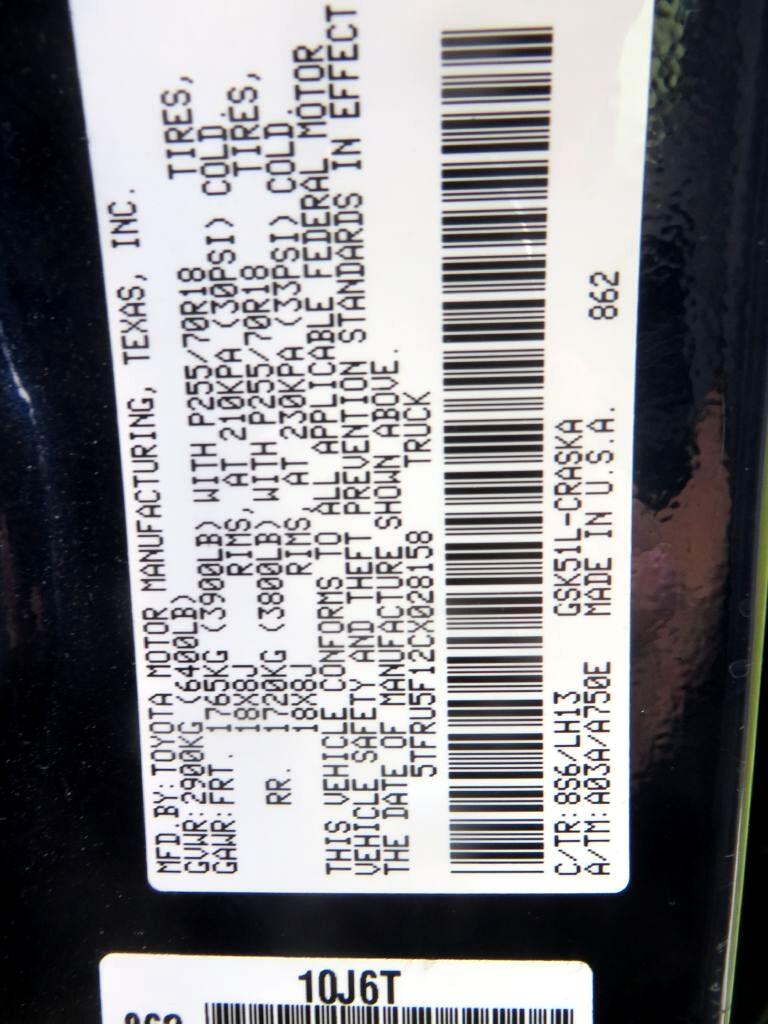 MFD.BY:TOYOTA MOTOR MANUFACTURING, TEXAS, INC.
GVWR:2900KG (6400LB)
GAWR:FRT. 1765KG (3900LB) WITH P255/70R18 TIRES,
18X8J RIMS, AT 210KPA (30PSI) COLD.
RR. 1720KG (3800LB) WITH P255/70R18 TIRES,
18X8J RIMS, AT 230KPA (33PSI) COLD.
THIS VEHICLE CONFORMS TO ALL APPLICABLE FEDERAL MOTOR
VEHICLE SAFETY AND THEFT PREVENTION STANDARDS IN EFFECT
THE DATE OF MANUFACTURE SHOWN ABOVE.
5TFRU5F12CX028158 TRUCK
C/TR:8S6/LH13 GSK51L-CRASKA 862
A/TM:A03A/A750E MADE IN U.S.A.
10J6T
862